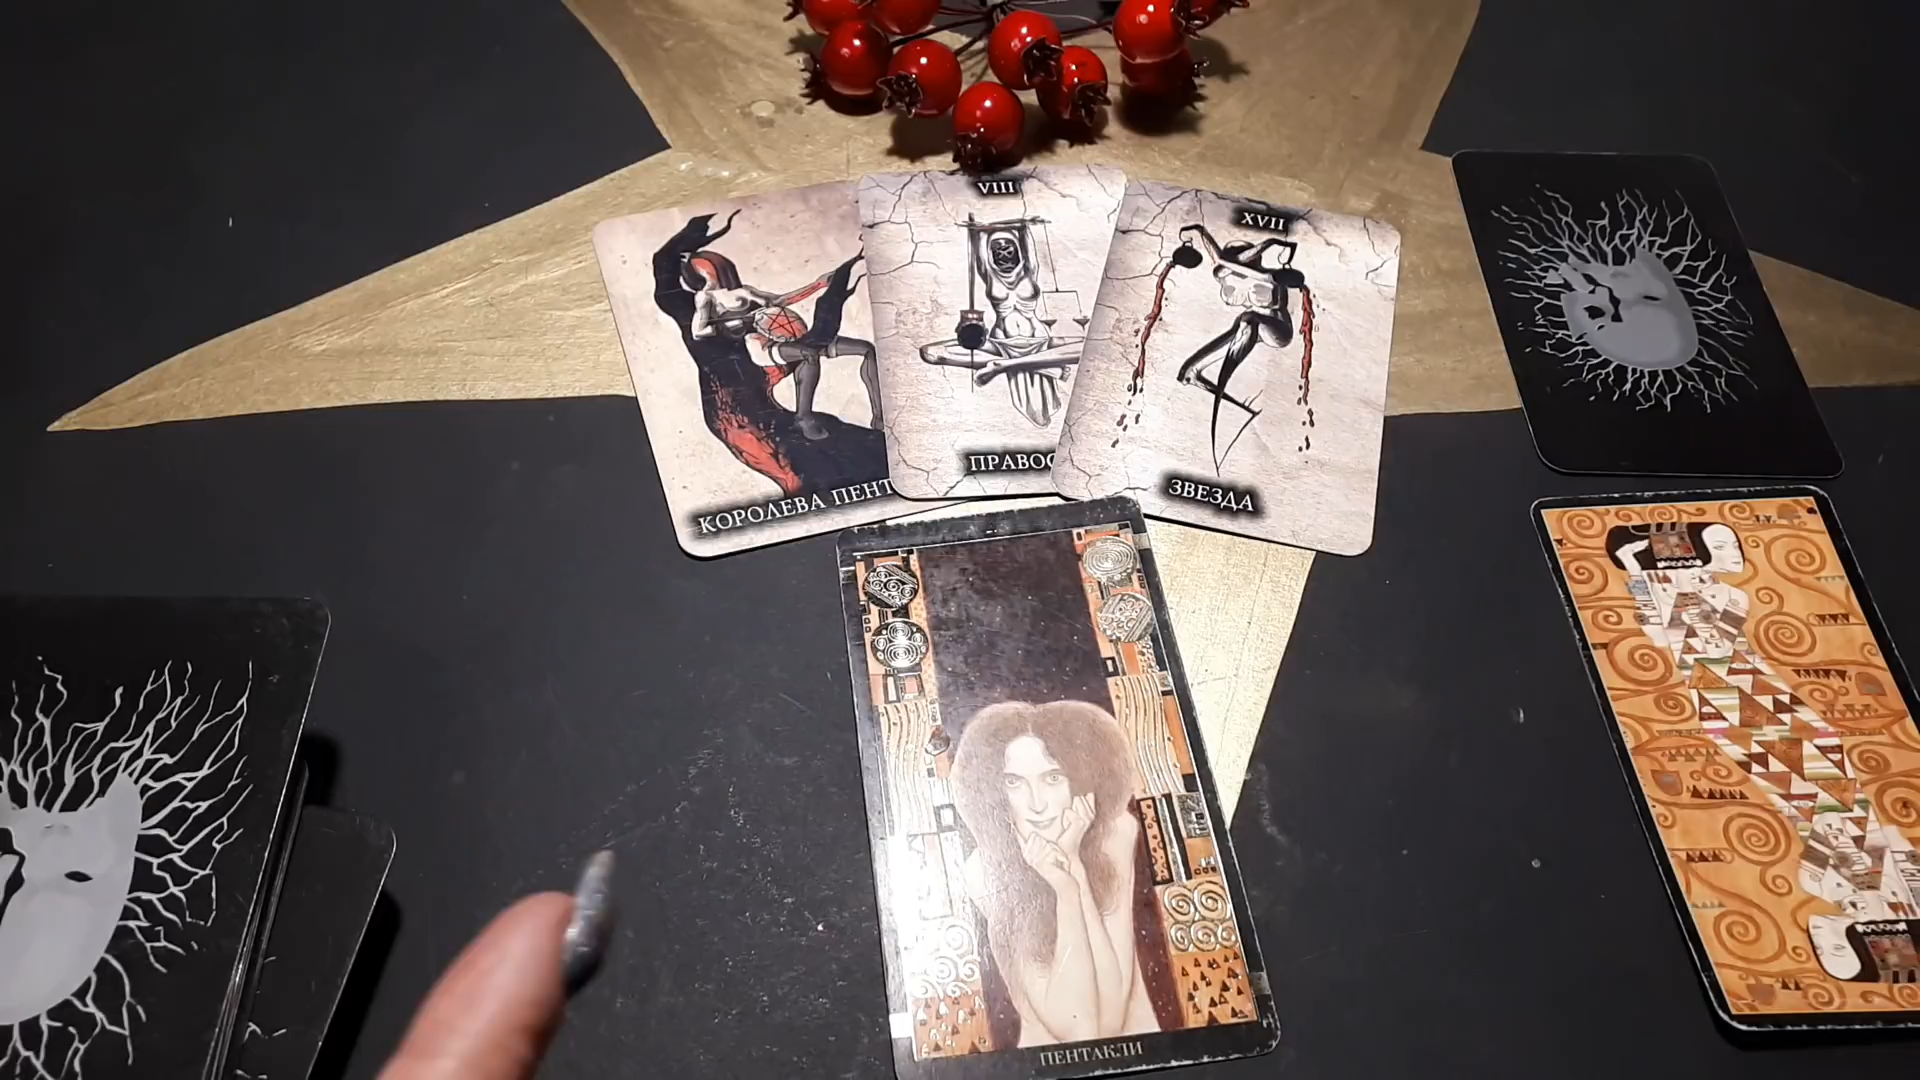 VIII
XVII
КОРОЛЕВА ПЕНТ
ПРАВОС
ЗВЕЗДА
ПЕНТАКЛИ